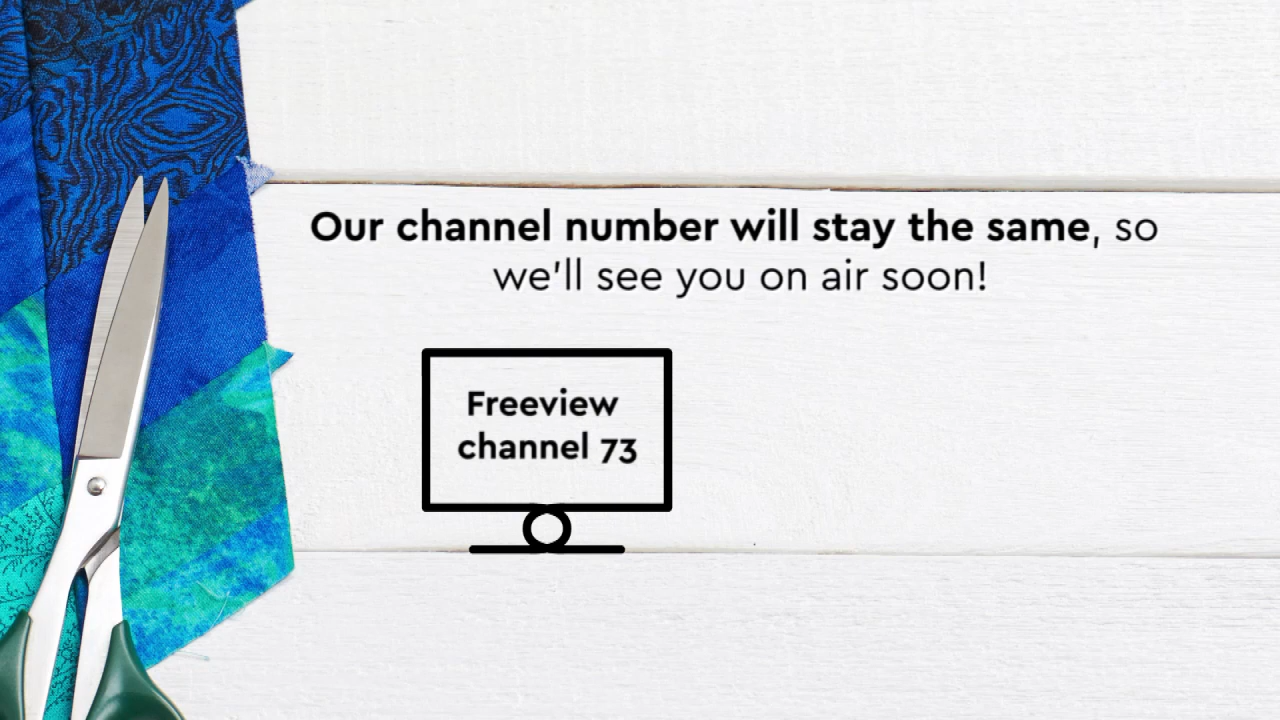 Our channel number will stay the same, so
we'll see you on air soon!
Freeview
channel 73